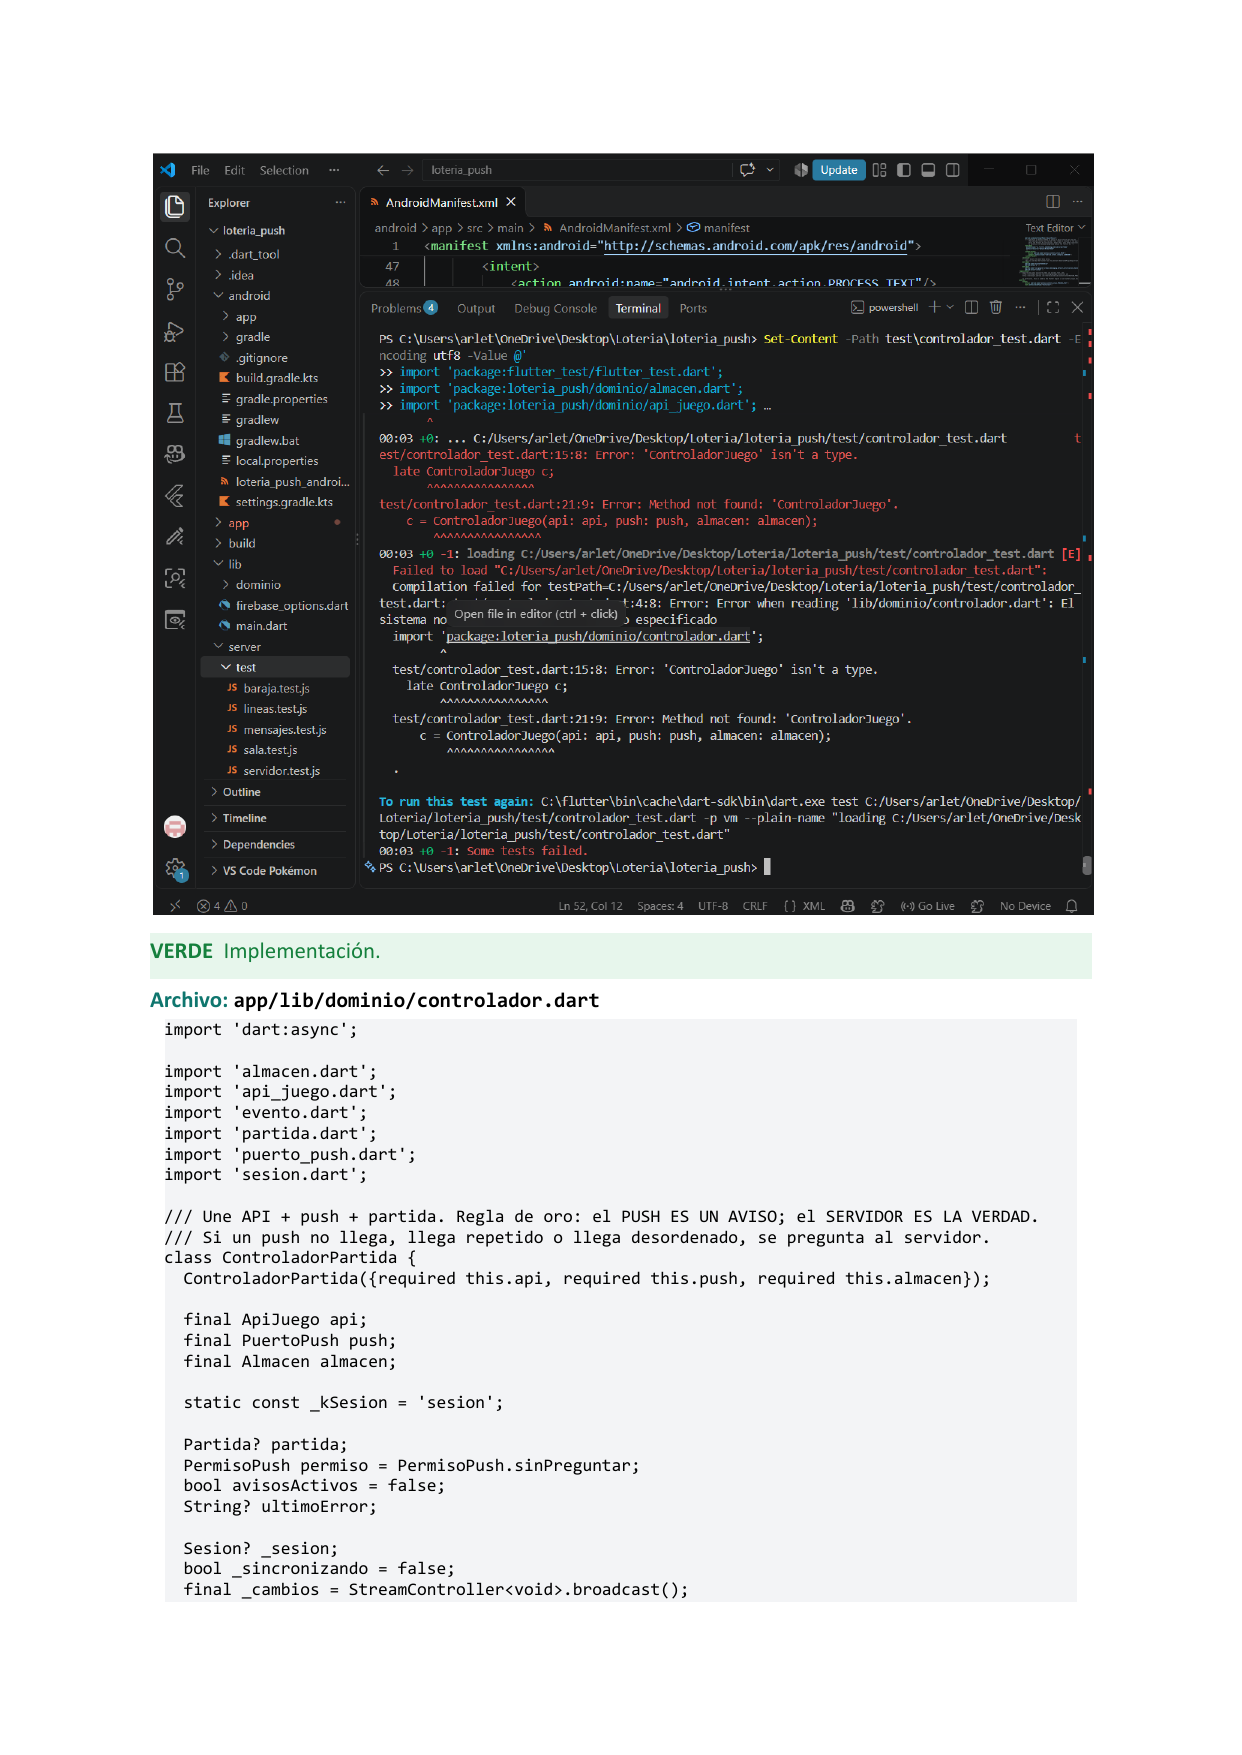 File Edit Selection ··· loteria_push Update
Explorer ···
loteria_push
.dart_tool
.idea
android
app
gradle
.gitignore
build.gradle.kts
gradle.properties
gradlew
gradlew.bat
local.properties
loteria_push_androi...
settings.gradle.kts
app
build
lib
dominio
firebase_options.dart
main.dart
server
test
baraja.test.js
lineas.test.js
mensajes.test.js
sala.test.js
servidor.test.js
Outline
Timeline
Dependencies
VS Code Pokémon
AndroidManifest.xml
android > app > src > main > AndroidManifest.xml > manifest Text Editor
1 <manifest xmlns:android="http://schemas.android.com/apk/res/android">
47 <intent>
48 <action android:name="android.intent.action.PROCESS_TEXT"/>
Problems 4 Output Debug Console Terminal Ports powershell
PS C:\Users\arlet\OneDrive\Desktop\Loteria\loteria_push> Set-Content -Path test\controlador_test.dart -E
ncoding utf8 -Value @'
>> import 'package:flutter_test/flutter_test.dart';
>> import 'package:loteria_push/dominio/almacen.dart';
>> import 'package:loteria_push/dominio/api_juego.dart'; …
^
00:03 +0: ... C:/Users/arlet/OneDrive/Desktop/Loteria/loteria_push/test/controlador_test.dart t
est/controlador_test.dart:15:8: Error: 'ControladorJuego' isn't a type.
late ControladorJuego c;
^^^^^^^^^^^^^^^^
test/controlador_test.dart:21:9: Error: Method not found: 'ControladorJuego'.
c = ControladorJuego(api: api, push: push, almacen: almacen);
^^^^^^^^^^^^^^^^
00:03 +0 -1: loading C:/Users/arlet/OneDrive/Desktop/Loteria/loteria_push/test/controlador_test.dart [E]
Failed to load "C:/Users/arlet/OneDrive/Desktop/Loteria/loteria_push/test/controlador_test.dart":
Compilation failed for testPath=C:/Users/arlet/OneDrive/Desktop/Loteria/loteria_push/test/controlador_
test.dart: t:4:8: Error: Error when reading 'lib/dominio/controlador.dart': El
sistema no o especificado
Open file in editor (ctrl + click)
import 'package:loteria_push/dominio/controlador.dart';
^
test/controlador_test.dart:15:8: Error: 'ControladorJuego' isn't a type.
late ControladorJuego c;
^^^^^^^^^^^^^^^^
test/controlador_test.dart:21:9: Error: Method not found: 'ControladorJuego'.
c = ControladorJuego(api: api, push: push, almacen: almacen);
^^^^^^^^^^^^^^^^
.
To run this test again: C:\flutter\bin\cache\dart-sdk\bin\dart.exe test C:/Users/arlet/OneDrive/Desktop/
Loteria/loteria_push/test/controlador_test.dart -p vm --plain-name "loading C:/Users/arlet/OneDrive/Desk
top/Loteria/loteria_push/test/controlador_test.dart"
00:03 +0 -1: Some tests failed.
PS C:\Users\arlet\OneDrive\Desktop\Loteria\loteria_push>
1
4 0 Ln 52, Col 12 Spaces: 4 UTF-8 CRLF { } XML Go Live No Device
VERDE Implementación.
Archivo: app/lib/dominio/controlador.dart
import 'dart:async';
import 'almacen.dart';
import 'api_juego.dart';
import 'evento.dart';
import 'partida.dart';
import 'puerto_push.dart';
import 'sesion.dart';
/// Une API + push + partida. Regla de oro: el PUSH ES UN AVISO; el SERVIDOR ES LA VERDAD.
/// Si un push no llega, llega repetido o llega desordenado, se pregunta al servidor.
class ControladorPartida {
ControladorPartida({required this.api, required this.push, required this.almacen});
final ApiJuego api;
final PuertoPush push;
final Almacen almacen;
static const _kSesion = 'sesion';
Partida? partida;
PermisoPush permiso = PermisoPush.sinPreguntar;
bool avisosActivos = false;
String? ultimoError;
Sesion? _sesion;
bool _sincronizando = false;
final _cambios = StreamController<void>.broadcast();